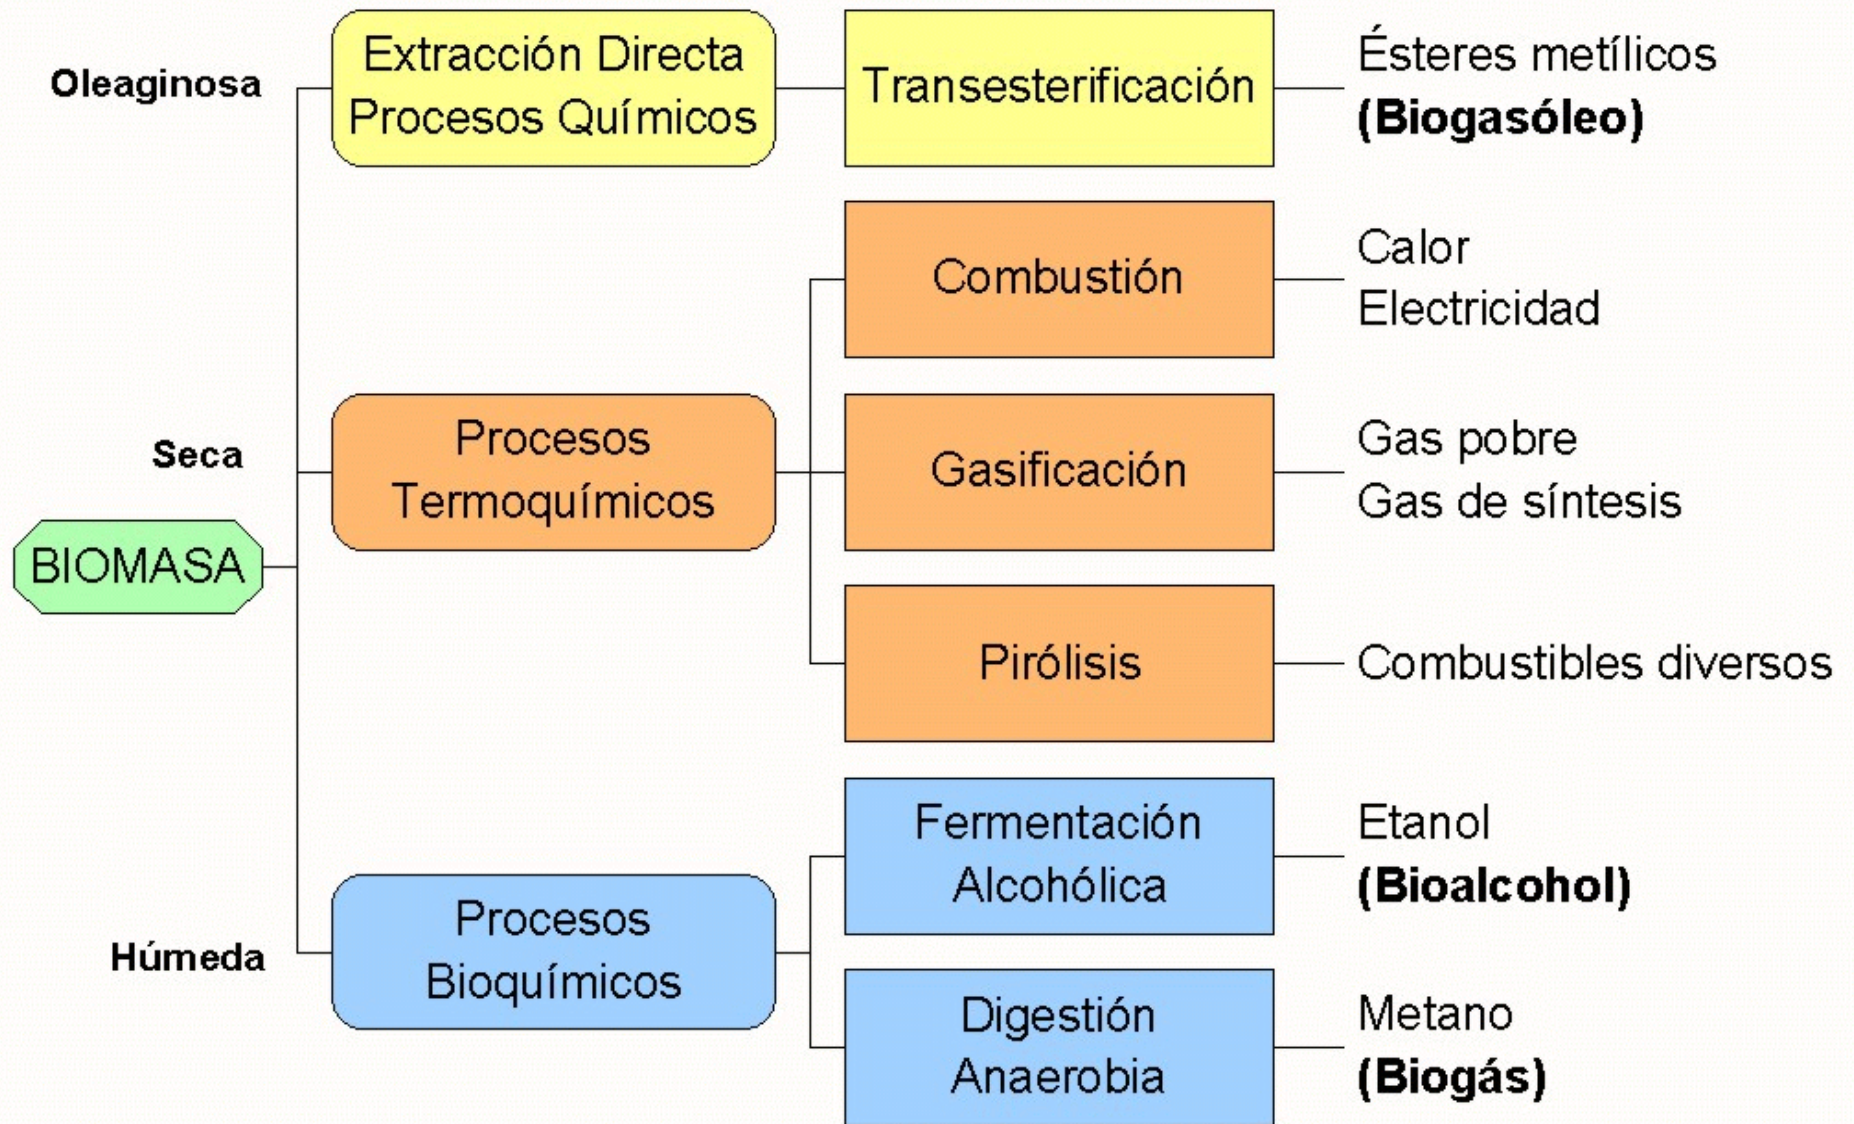 Oleaginosa
Extracción Directa
Procesos Químicos
Transesterificación
Ésteres metílicos
(Biogasóleo)
Combustión
Calor
Electricidad
Seca
Procesos
Termoquímicos
Gasificación
Gas pobre
Gas de síntesis
BIOMASA
Pirólisis
Combustibles diversos
Húmeda
Procesos
Bioquímicos
Fermentación
Alcohólica
Etanol
(Bioalcohol)
Digestión
Anaerobia
Metano
(Biogás)